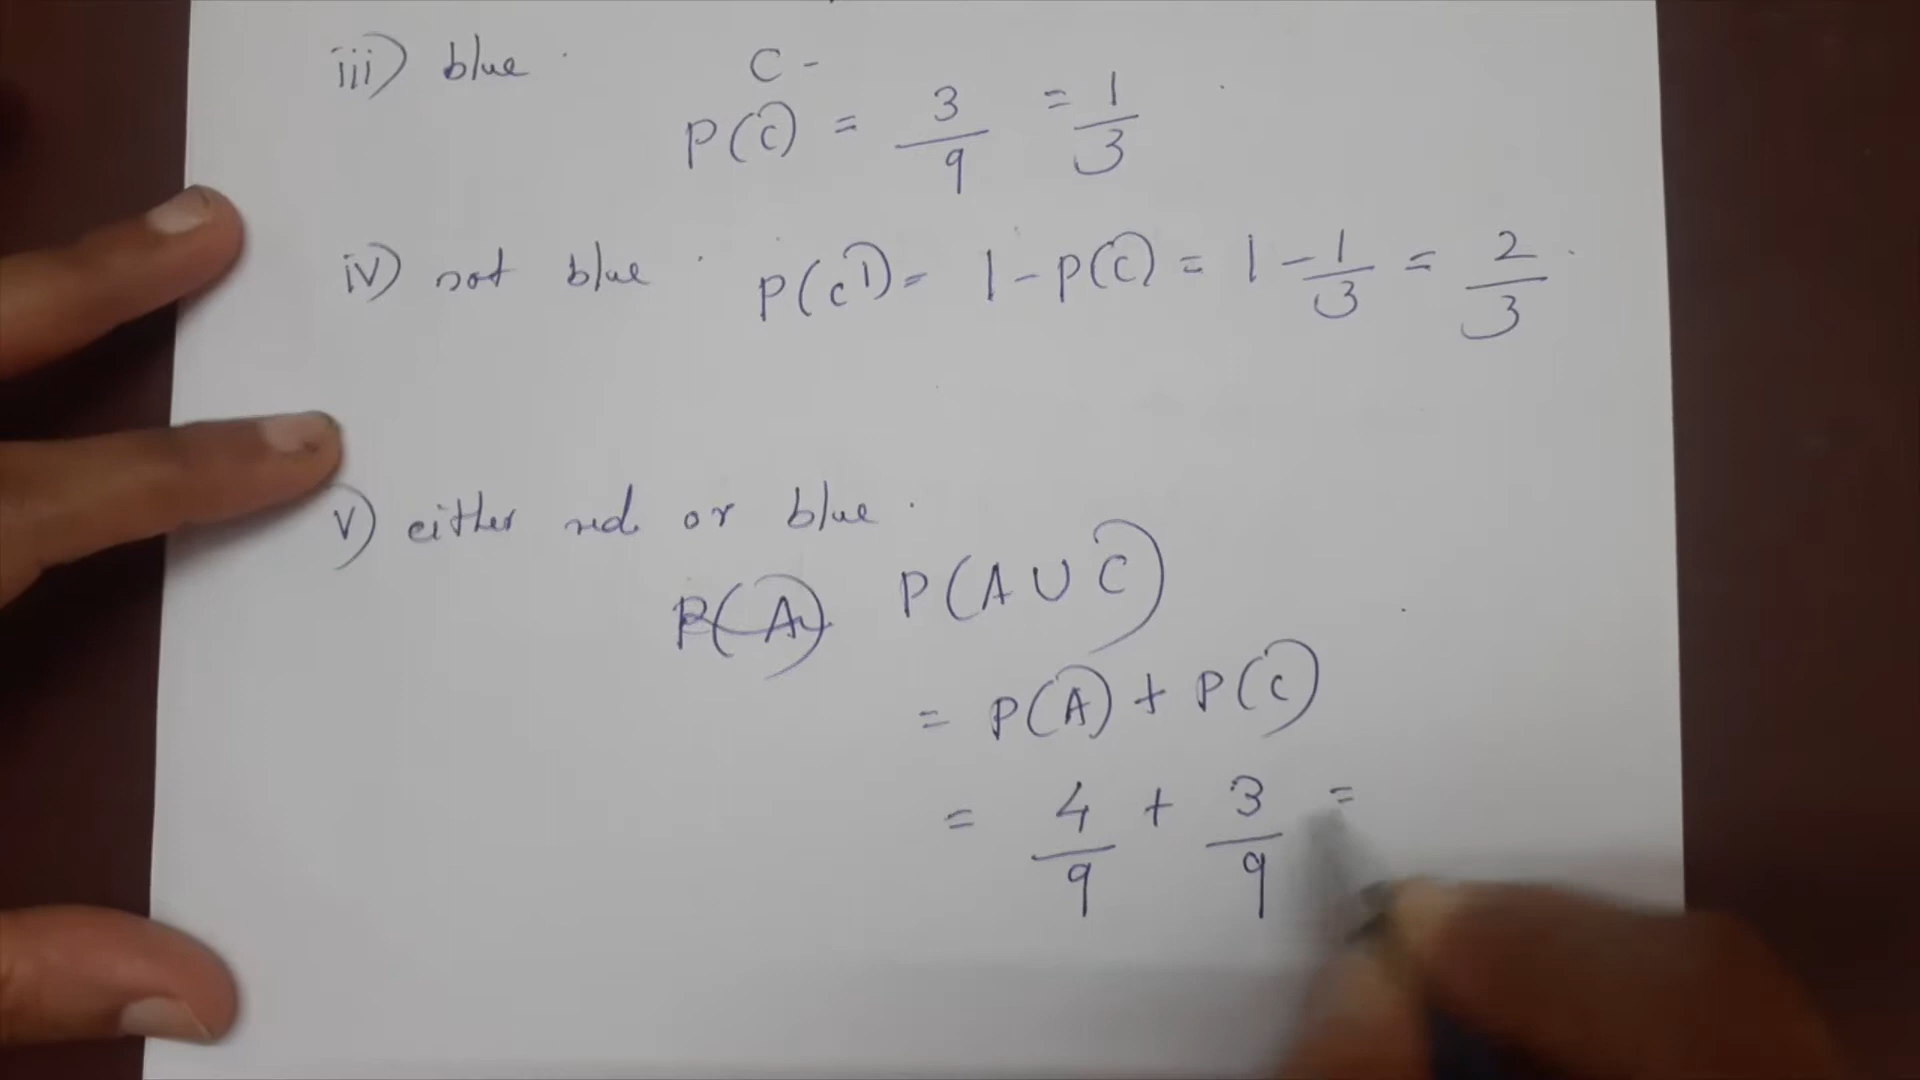 iii) blue . C -
P(C) = 3/9 = 1/3
iv) not blue . P(C') = 1 - P(C) = 1 - 1/3 = 2/3 .
v) either red or blue .
P(A) P(A ∪ C)
= P(A) + P(C)
= 4/9 + 3/9 =